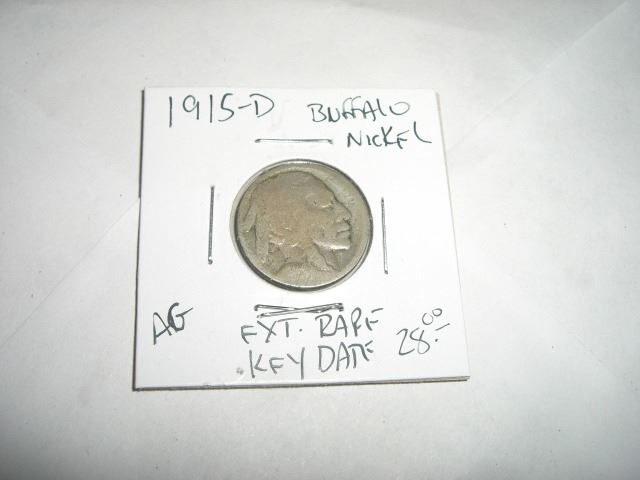 1915-D BUFFALO
NICKEL
AG
EXT. RARE
KEY DATE 28.00